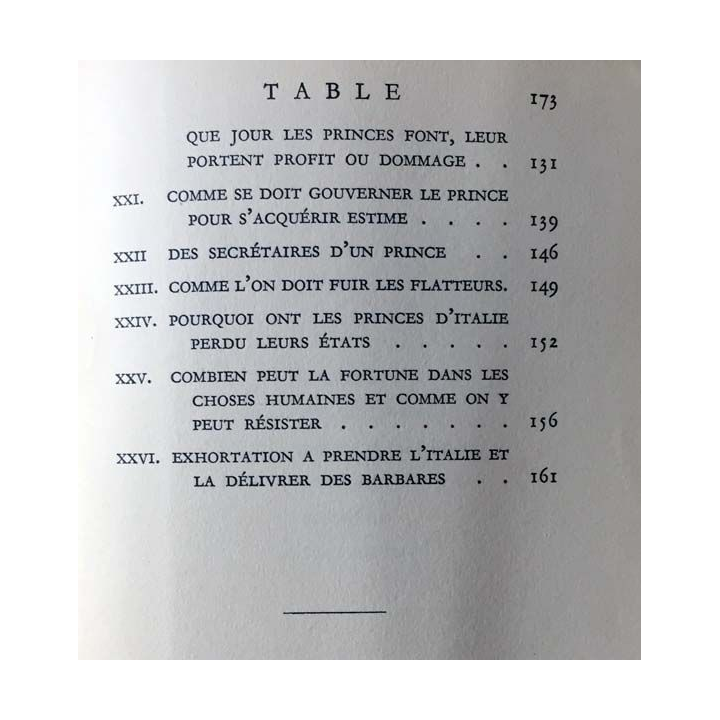 TABLE 173
QUE JOUR LES PRINCES FONT, LEUR
PORTENT PROFIT OU DOMMAGE . . 131
XXI. COMME SE DOIT GOUVERNER LE PRINCE
POUR S'ACQUÉRIR ESTIME . . . . 139
XXII DES SECRÉTAIRES D'UN PRINCE . . 146
XXIII. COMME L'ON DOIT FUIR LES FLATTEURS. 149
XXIV. POURQUOI ONT LES PRINCES D'ITALIE
PERDU LEURS ÉTATS . . . . . 152
XXV. COMBIEN PEUT LA FORTUNE DANS LES
CHOSES HUMAINES ET COMME ON Y
PEUT RÉSISTER . . . . . . . 156
XXVI. EXHORTATION A PRENDRE L'ITALIE ET
LA DÉLIVRER DES BARBARES . . 161